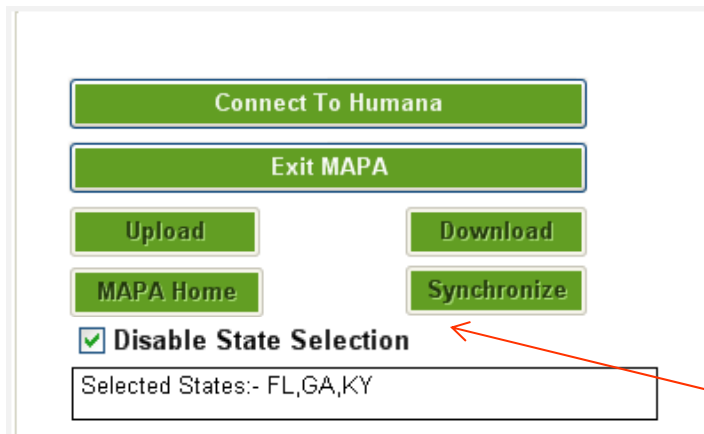 Connect To Humana
Exit MAPA
Upload Download
MAPA Home Synchronize
Disable State Selection
Selected States:- FL,GA,KY